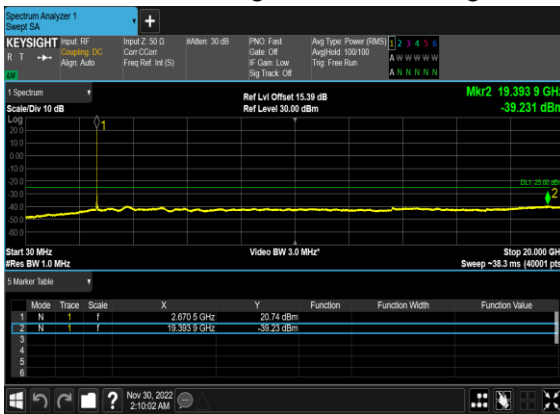 Spectrum Analyzer 1
Swept SA
KEYSIGHT Input: RF Input Z: 50 Ω #Atten: 30 dB PNO: Fast Avg Type: Power (RMS) 1 2 3 4 5 6
R T Coupling: DC Corr CCorr Gate: Off Avg|Hold: 100/100 A W W W W W
Align: Auto Freq Ref: Int (S) IF Gain: Low Trig: Free Run
LV Sig Track: Off A N N N N N
1 Spectrum Ref Lvl Offset 15.39 dB Mkr2 19.393 9 GHz
Scale/Div 10 dB Ref Level 30.00 dBm -39.231 dBm
Log
1
20.0
10.0
0.00
-10.0
-20.0 DL1 -25.00 dBm
-30.0 2
-40.0
-50.0
-60.0
Start 30 MHz Video BW 3.0 MHz* Stop 20.000 GHz
#Res BW 1.0 MHz Sweep ~38.3 ms (40001 pts)
5 Marker Table
Mode Trace Scale X Y Function Function Width Function Value
1 N 1 f 2.670 5 GHz 20.74 dBm
2 N 1 f 19.393 9 GHz -39.23 dBm
3
4
5
6
? Nov 30, 2022
2:10:02 AM